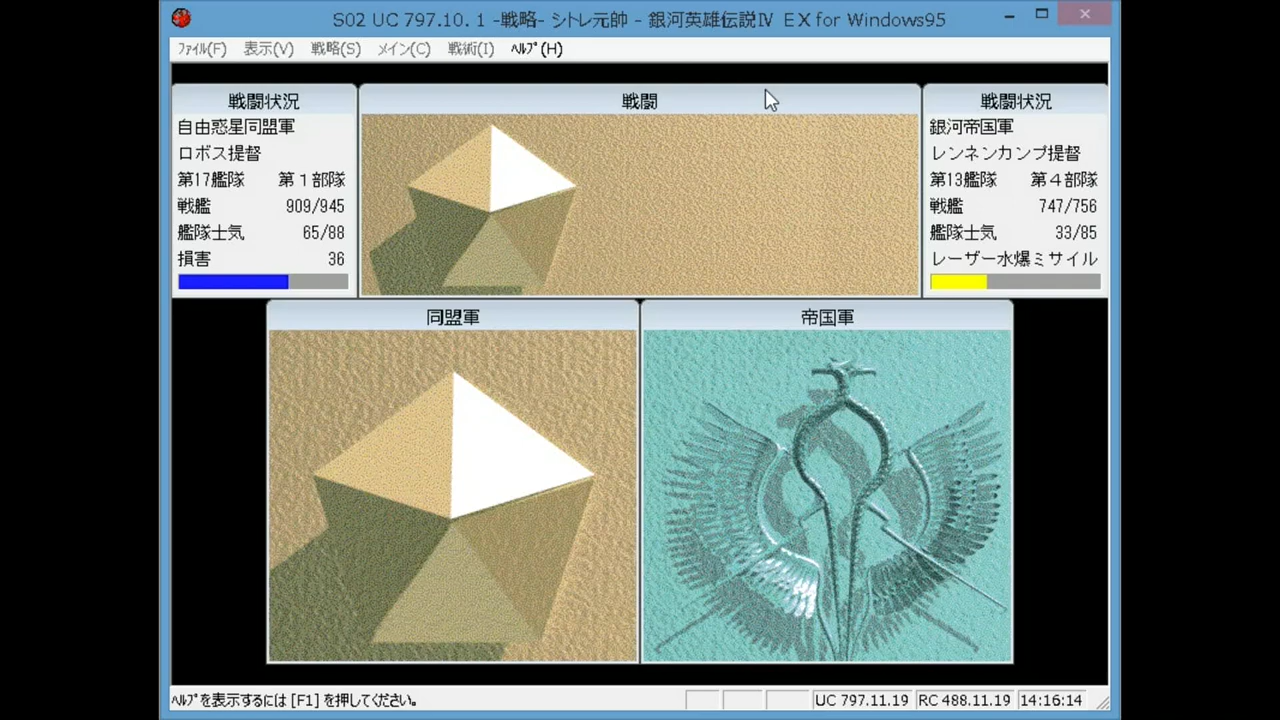 S02 UC 797.10. 1 -戦略- シトレ元帥 - 銀河英雄伝説Ⅳ EX for Windows95
ﾌｧｲﾙ(F) 表示(V) 戦略(S) メイン(C) 戦術(I) ﾍﾙﾌﾟ(H)
戦闘状況
自由惑星同盟軍
ロボス提督
第17艦隊 第１部隊
戦艦 909/945
艦隊士気 65/88
損害 36
戦闘
戦闘状況
銀河帝国軍
レンネンカンプ提督
第13艦隊 第４部隊
戦艦 747/756
艦隊士気 33/85
レーザー水爆ミサイル
同盟軍
帝国軍
ﾍﾙﾌﾟを表示するには [F1] を押してください。
UC 797.11.19 RC 488.11.19 14:16:14